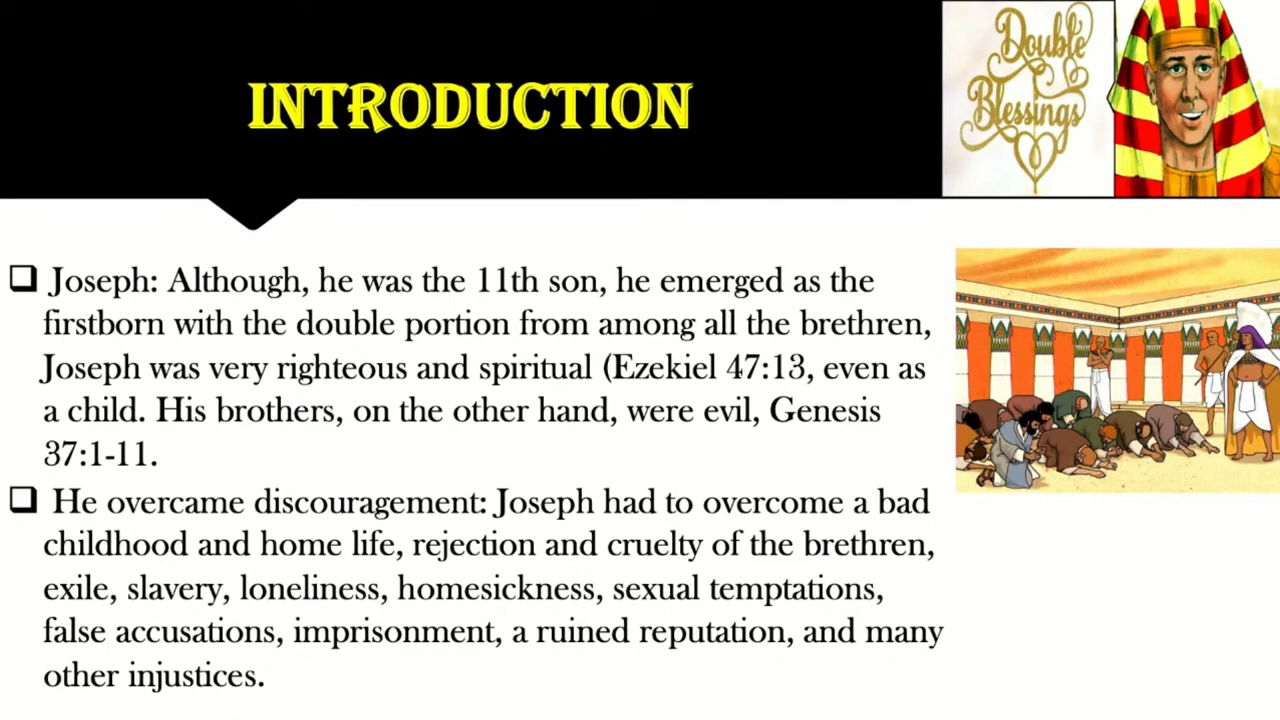 INTRODUCTION
Double
Blessings
Joseph: Although, he was the 11th son, he emerged as the
firstborn with the double portion from among all the brethren,
Joseph was very righteous and spiritual (Ezekiel 47:13, even as
a child. His brothers, on the other hand, were evil, Genesis
37:1-11.
He overcame discouragement: Joseph had to overcome a bad
childhood and home life, rejection and cruelty of the brethren,
exile, slavery, loneliness, homesickness, sexual temptations,
false accusations, imprisonment, a ruined reputation, and many
other injustices.